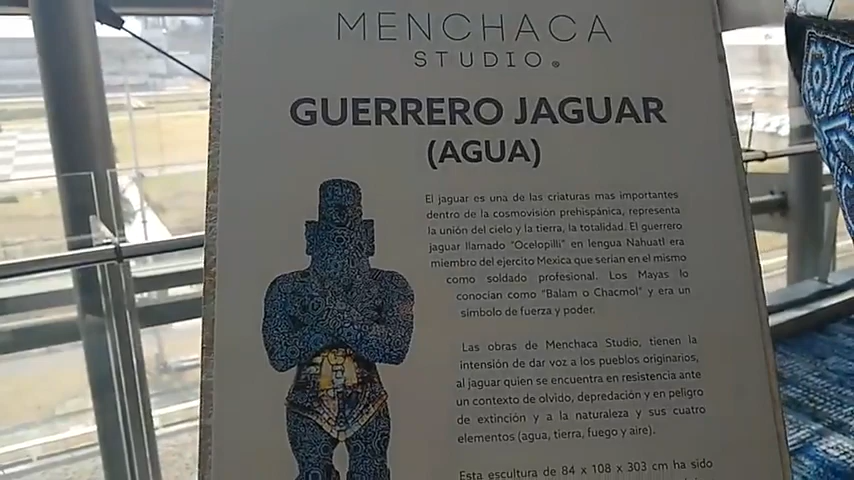 MENCHACA
STUDIO®
GUERRERO JAGUAR
(AGUA)
El jaguar es una de las criaturas mas importantes
dentro de la cosmovisión prehispánica, representa
la unión del cielo y la tierra, la totalidad. El guerrero
jaguar llamado "Ocelopilli" en lengua Nahuatl era
miembro del ejercito Mexica que serían en el mismo
como soldado profesional. Los Mayas lo
conocían como "Balam o Chacmol" y era un
símbolo de fuerza y poder.
Las obras de Menchaca Studio, tienen la
intensión de dar voz a los pueblos originarios,
al jaguar quien se encuentra en resistencia ante
un contexto de olvido, depredación y en peligro
de extinción y a la naturaleza y sus cuatro
elementos (agua, tierra, fuego y aire).
Esta escultura de 84 x 108 x 303 cm ha sido